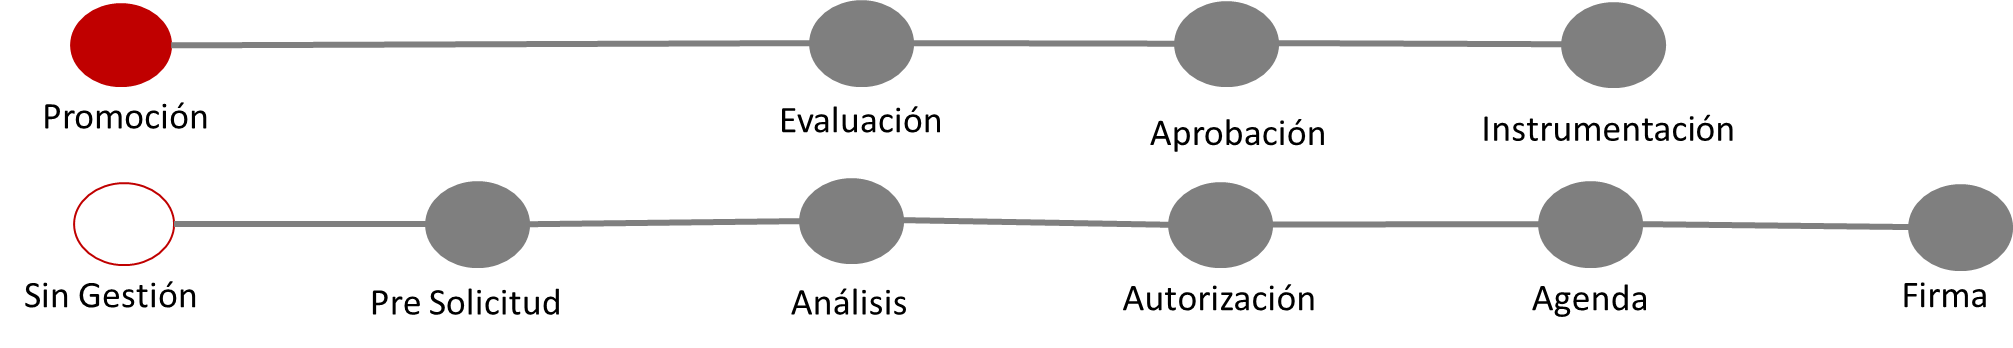 Promoción
Evaluación
Aprobación
Instrumentación
Sin Gestión
Pre Solicitud
Análisis
Autorización
Agenda
Firma